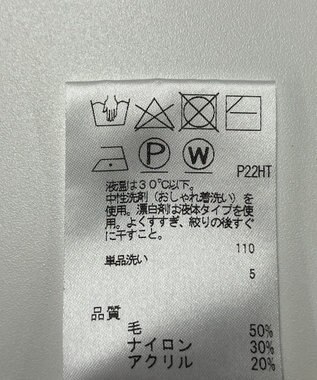 P W P22HT
液温は30℃以下。
中性洗剤（おしゃれ着洗い）を
使用。漂白剤は液体タイプを使
用。よくすすぎ、絞りの後すぐ
に干すこと。
110
単品洗い
5
品質
毛 50%
ナイロン 30%
アクリル 20%